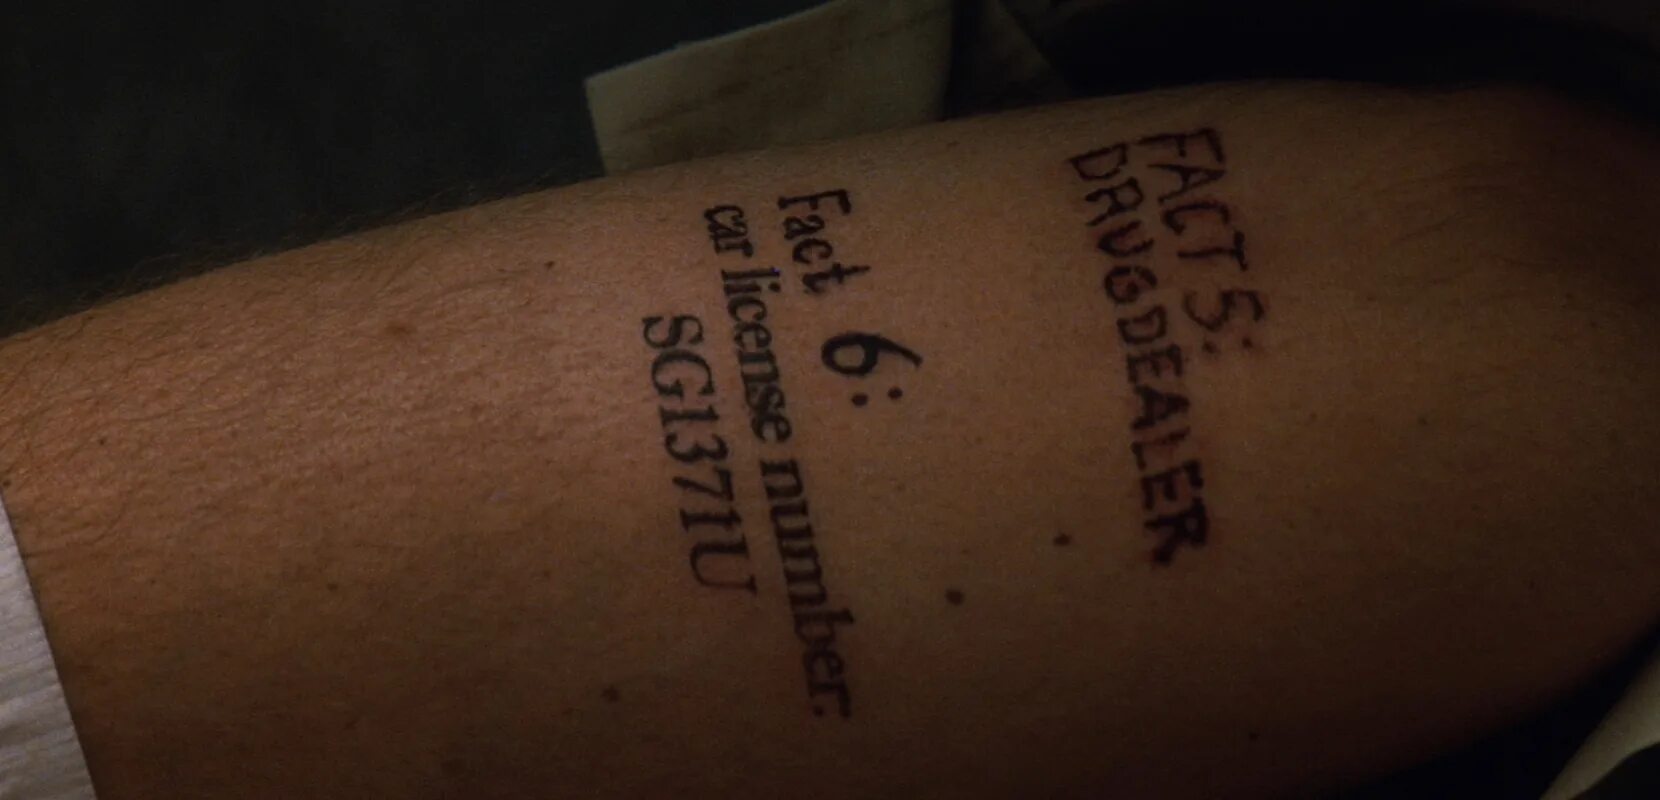 FACT 5:
DRUG DEALER
Fact 6:
car license number:
SG1371U